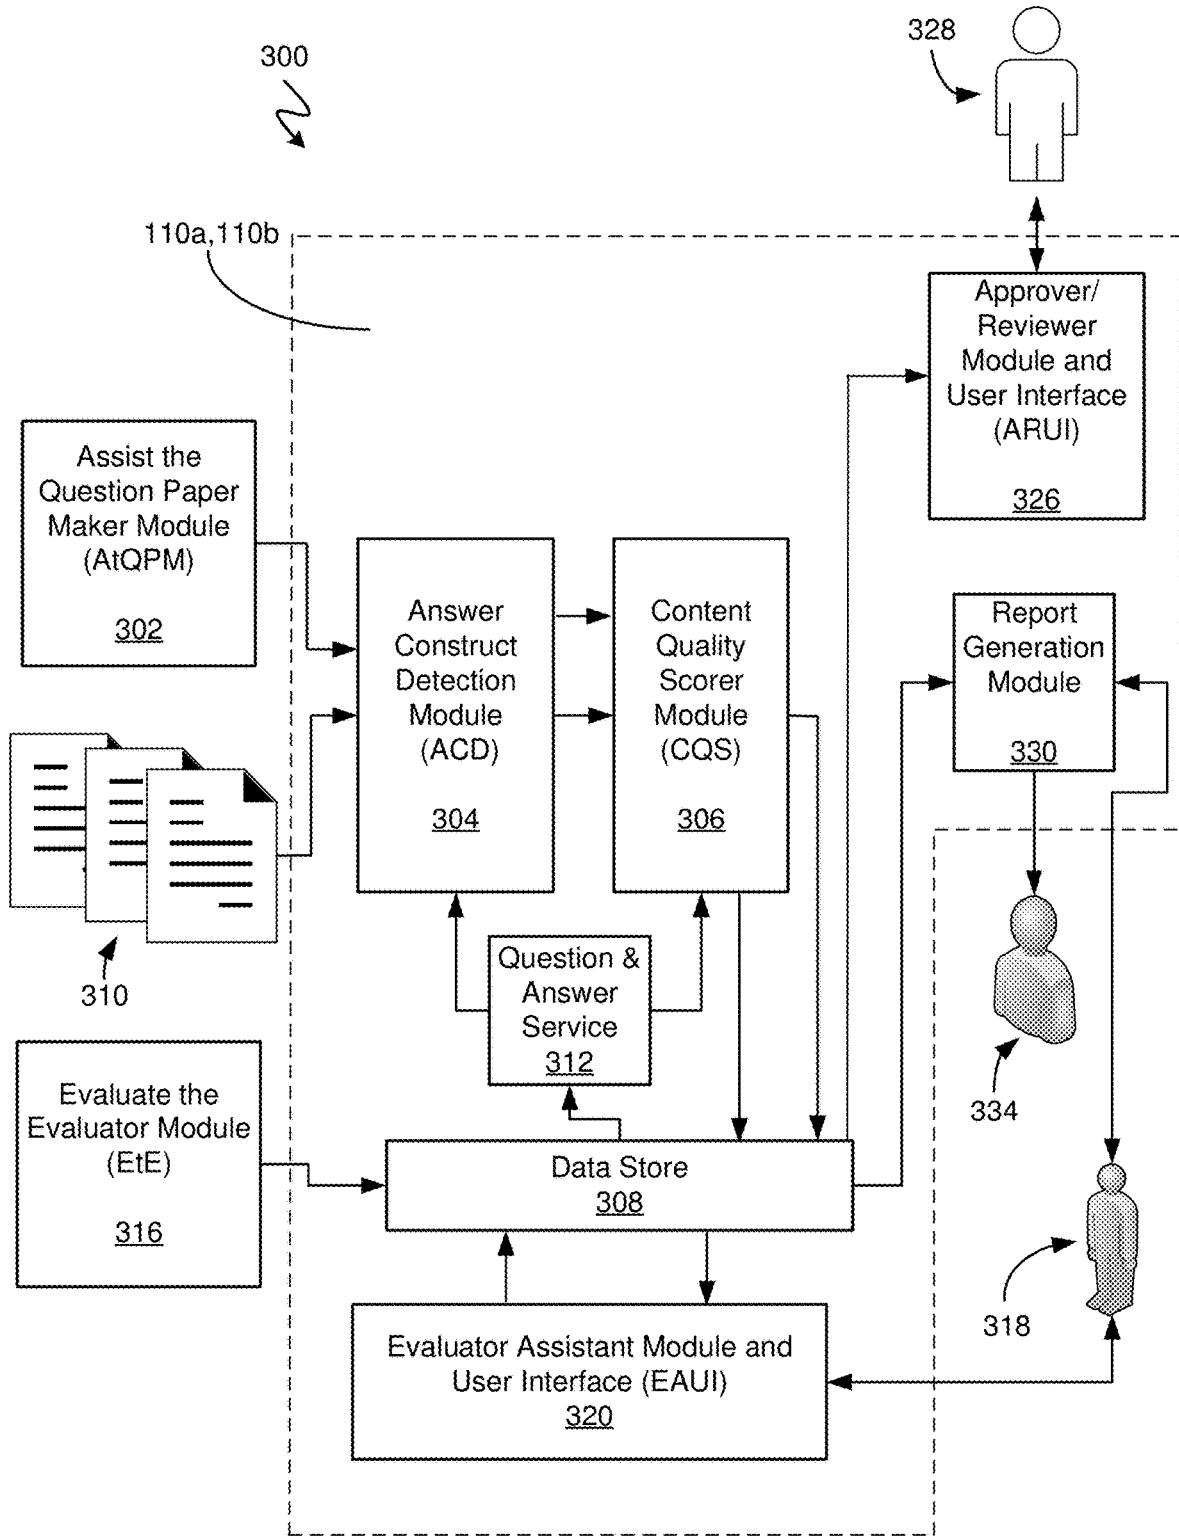 328
300
110a,110b
Approver/
Reviewer
Module and
User Interface
(ARUI)
326
Assist the
Question Paper
Maker Module
(AtQPM)
302
Answer
Construct
Detection
Module
(ACD)
304
Content
Quality
Scorer
Module
(CQS)
306
Report
Generation
Module
330
310
Question &
Answer
Service
312
334
Evaluate the
Evaluator Module
(EtE)
316
Data Store
308
318
Evaluator Assistant Module and
User Interface (EAUI)
320